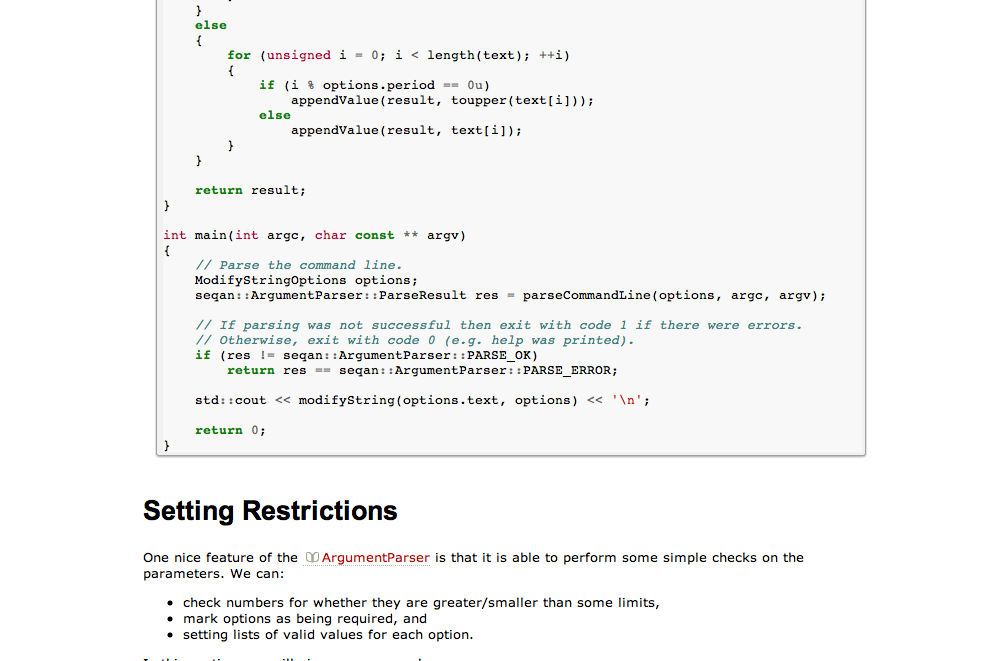 }
else
{
for (unsigned i = 0; i < length(text); ++i)
{
if (i % options.period == 0u)
appendValue(result, toupper(text[i]));
else
appendValue(result, text[i]);
}
}
return result;
}
int main(int argc, char const ** argv)
{
// Parse the command line.
ModifyStringOptions options;
seqan::ArgumentParser::ParseResult res = parseCommandLine(options, argc, argv);
// If parsing was not successful then exit with code 1 if there were errors.
// Otherwise, exit with code 0 (e.g. help was printed).
if (res != seqan::ArgumentParser::PARSE_OK)
return res == seqan::ArgumentParser::PARSE_ERROR;
std::cout << modifyString(options.text, options) << '\n';
return 0;
}
Setting Restrictions
One nice feature of the ArgumentParser is that it is able to perform some simple checks on the
parameters. We can:
• check numbers for whether they are greater/smaller than some limits,
• mark options as being required, and
• setting lists of valid values for each option.